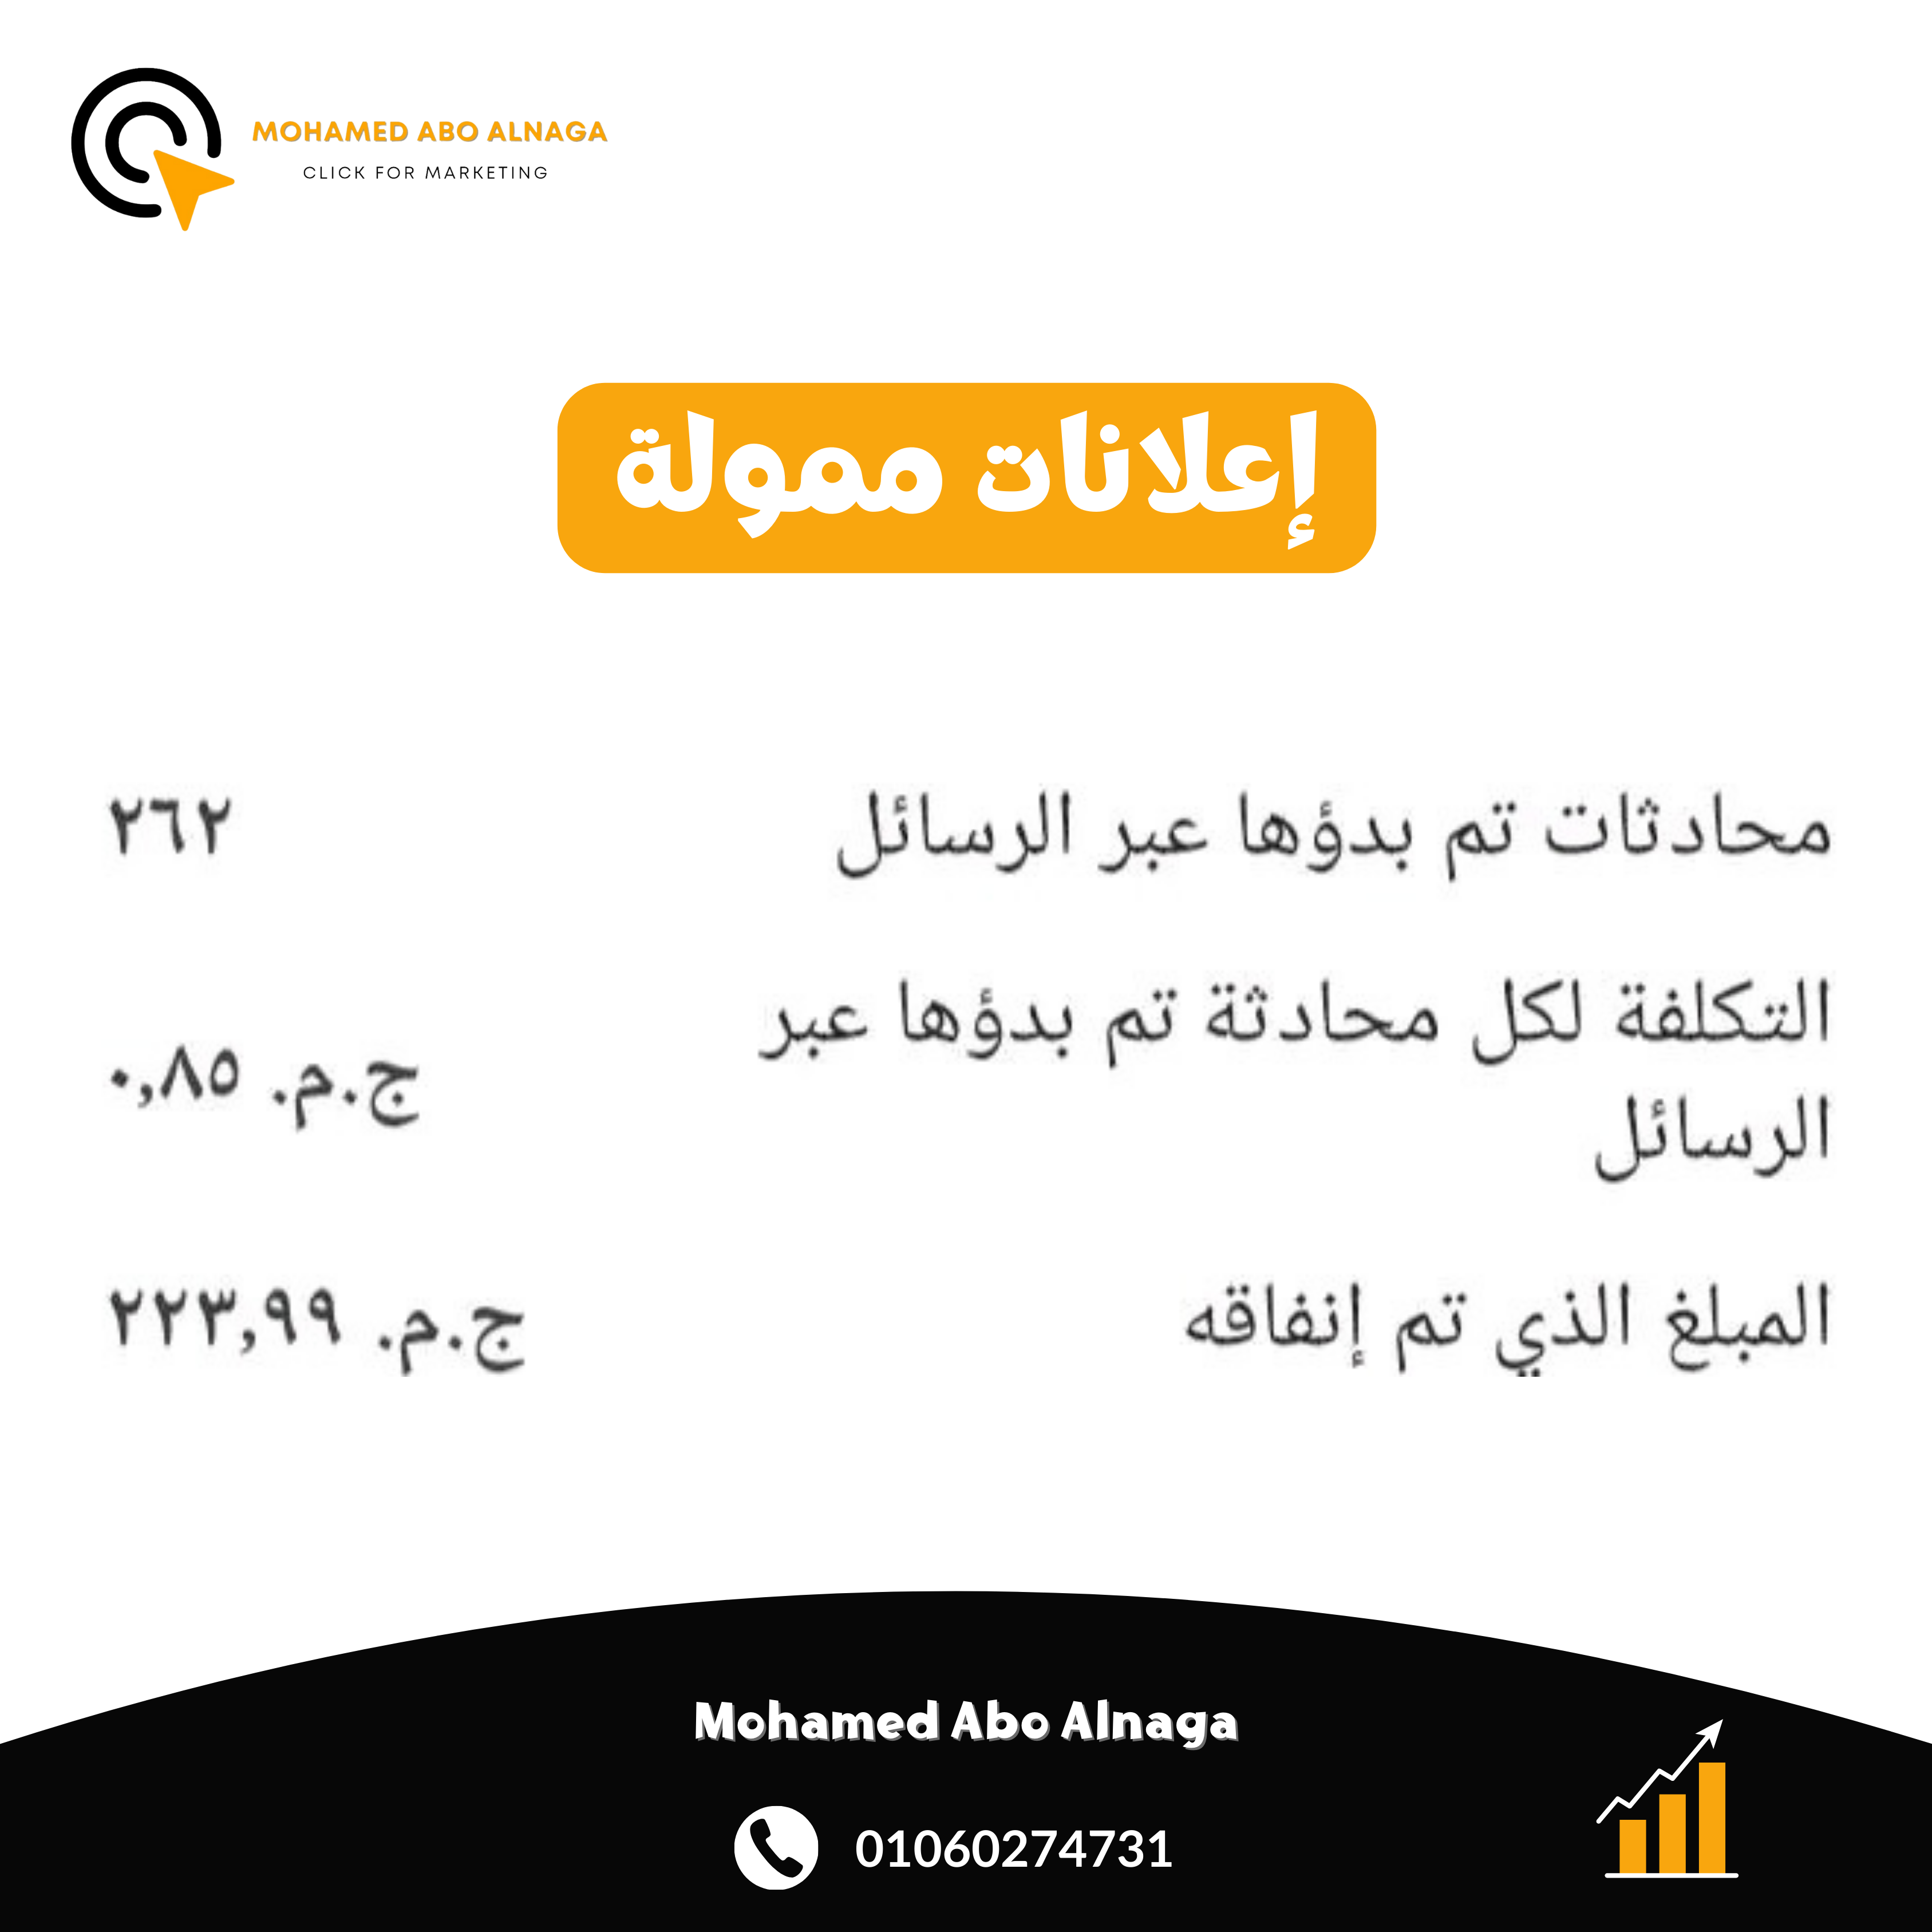 MOHAMED ABO ALNAGA
CLICK FOR MARKETING
إعلانات ممولة
محادثات تم بدؤها عبر الرسائل ٢٦٢
التكلفة لكل محادثة تم بدؤها عبر
الرسائل
ج.م. ٠,٨٥
المبلغ الذي تم إنفاقه ج.م. ٢٢٣,٩٩
Mohamed Abo Alnaga
01060274731